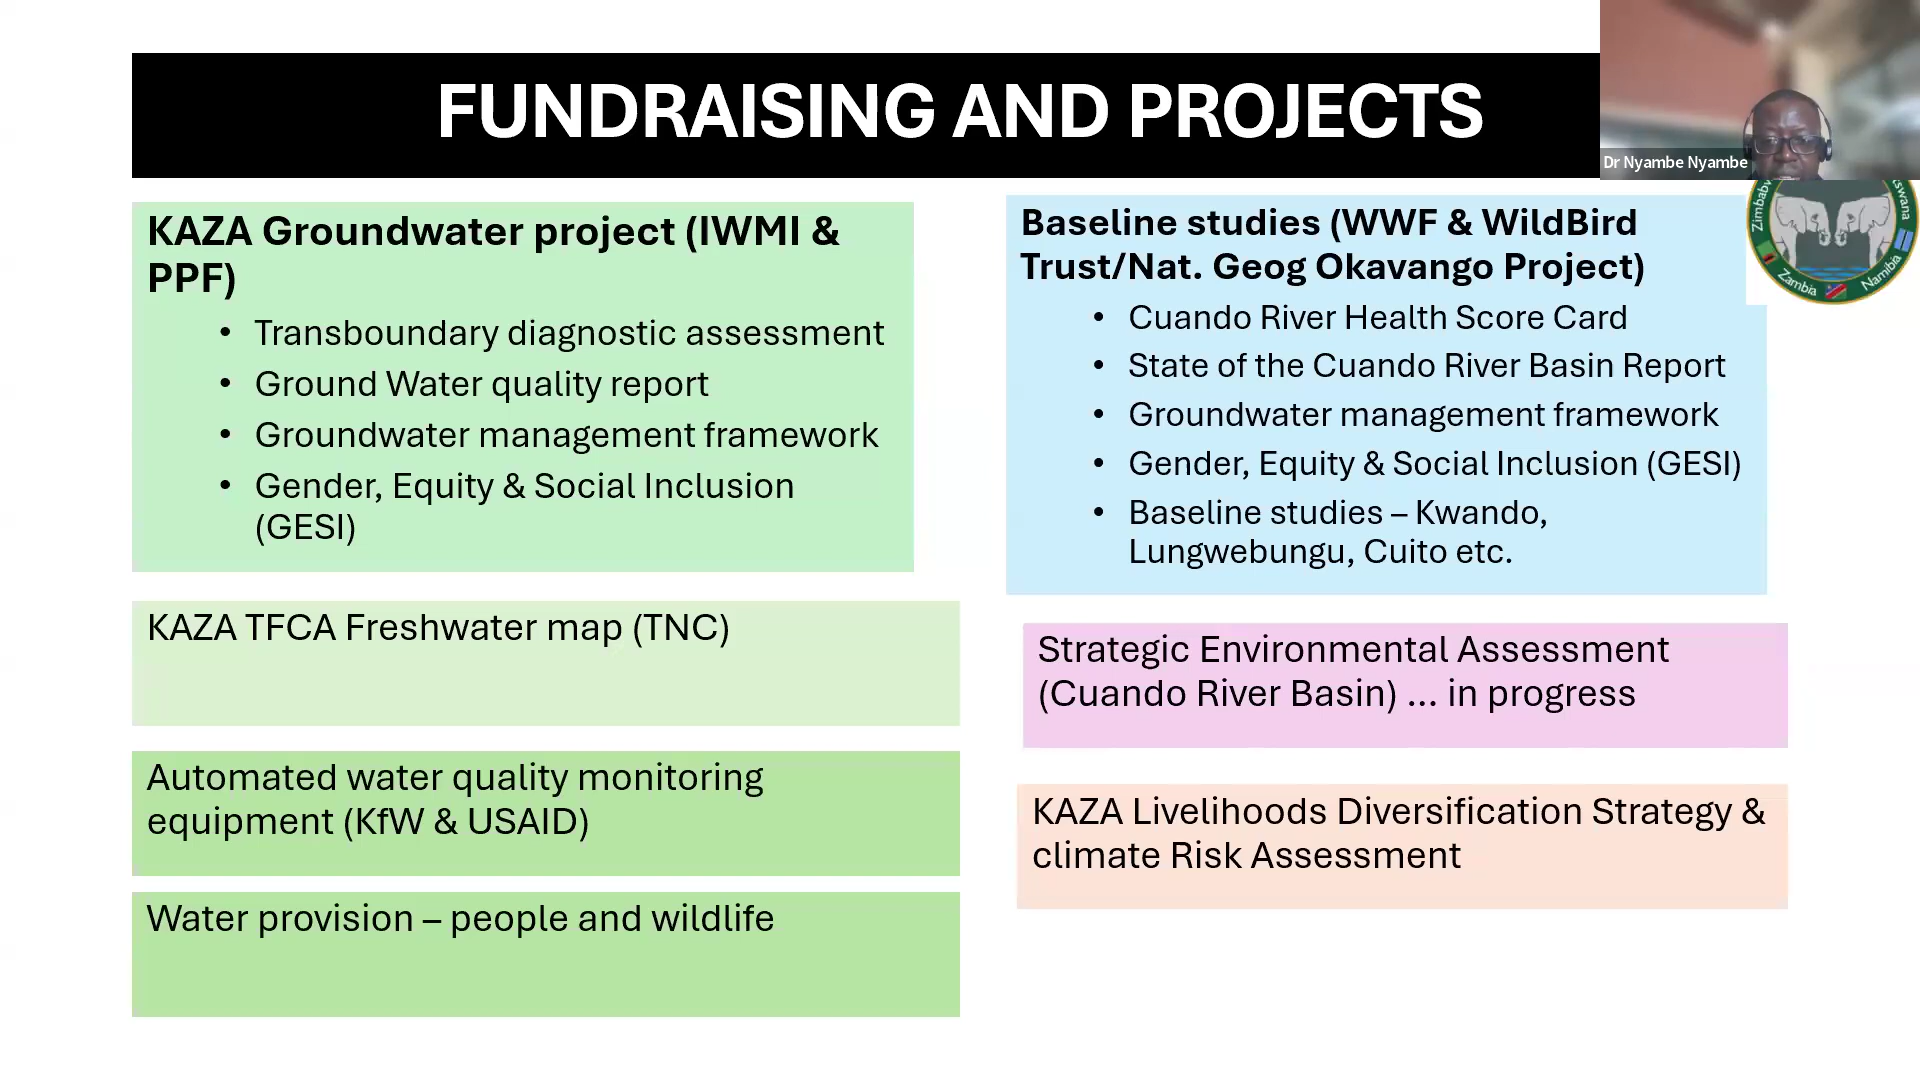 FUNDRAISING AND PROJECTS
Dr Nyambe Nyambe
KAZA Groundwater project (IWMI &
PPF)
• Transboundary diagnostic assessment
• Ground Water quality report
• Groundwater management framework
• Gender, Equity & Social Inclusion
(GESI)
KAZA TFCA Freshwater map (TNC)
Automated water quality monitoring
equipment (KfW & USAID)
Water provision – people and wildlife
Baseline studies (WWF & WildBird
Trust/Nat. Geog Okavango Project)
• Cuando River Health Score Card
• State of the Cuando River Basin Report
• Groundwater management framework
• Gender, Equity & Social Inclusion (GESI)
• Baseline studies – Kwando,
Lungwebungu, Cuito etc.
Strategic Environmental Assessment
(Cuando River Basin) ... in progress
KAZA Livelihoods Diversification Strategy &
climate Risk Assessment
Zambia
Namibia